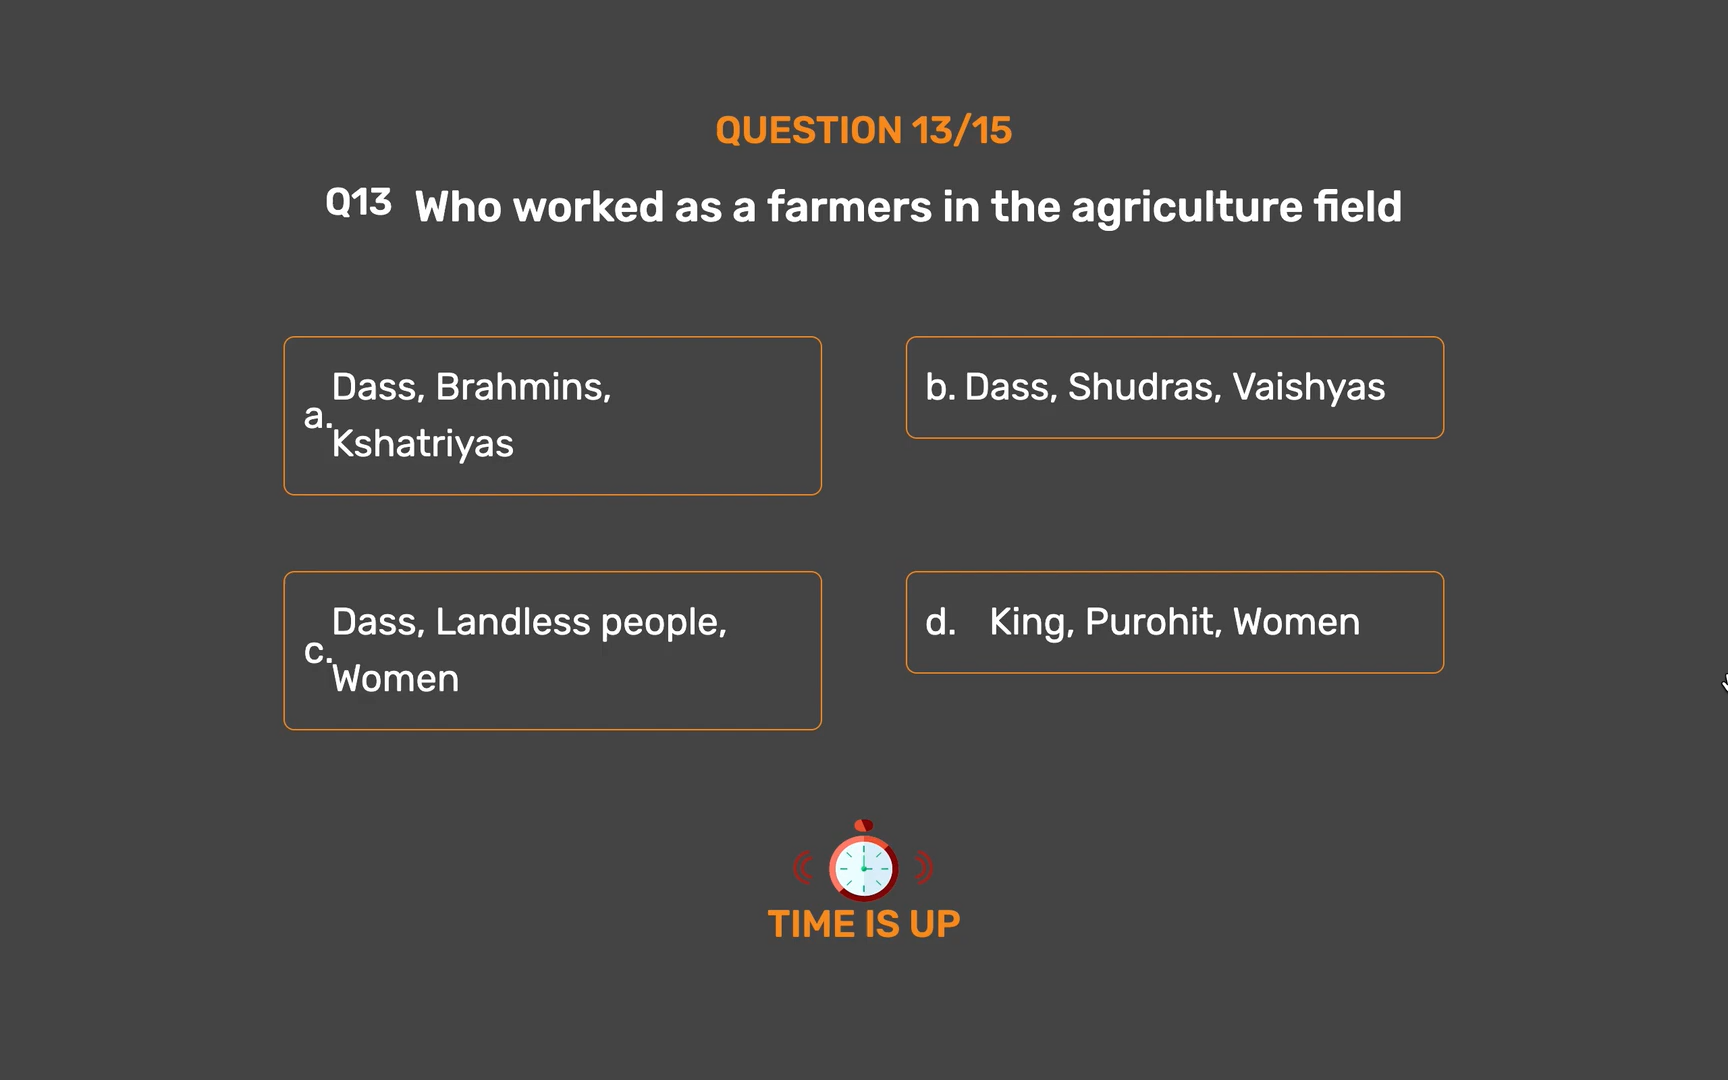 QUESTION 13/15
Q13 Who worked as a farmers in the agriculture field
a. Dass, Brahmins,
Kshatriyas
b. Dass, Shudras, Vaishyas
c. Dass, Landless people,
Women
d. King, Purohit, Women
TIME IS UP